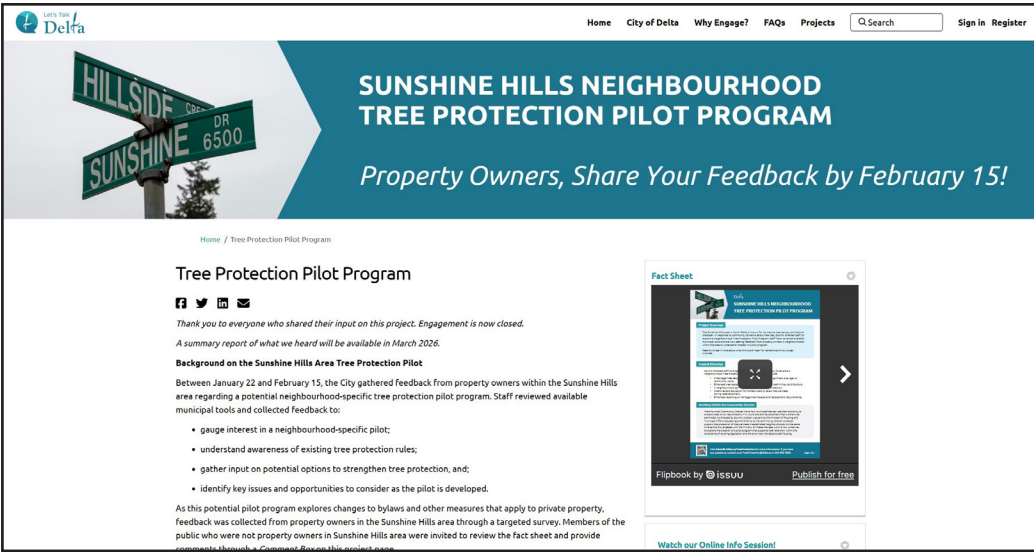 LET'S TALK
Delta
Home City of Delta Why Engage? FAQs Projects Search Sign in Register
HILLSIDE CRES
DR
SUNSHINE 6500
SUNSHINE HILLS NEIGHBOURHOOD
TREE PROTECTION PILOT PROGRAM
Property Owners, Share Your Feedback by February 15!
Home / Tree Protection Pilot Program
Tree Protection Pilot Program
Thank you to everyone who shared their input on this project. Engagement is now closed.
A summary report of what we heard will be available in March 2026.
Background on the Sunshine Hills Area Tree Protection Pilot
Between January 22 and February 15, the City gathered feedback from property owners within the Sunshine Hills
area regarding a potential neighbourhood-specific tree protection pilot program. Staff reviewed available
municipal tools and collected feedback to:
• gauge interest in a neighbourhood-specific pilot;
• understand awareness of existing tree protection rules;
• gather input on potential options to strengthen tree protection, and;
• identify key issues and opportunities to consider as the pilot is developed.
As this potential pilot program explores changes to bylaws and other measures that apply to private property,
feedback was collected from property owners in the Sunshine Hills area through a targeted survey. Members of the
public who were not property owners in Sunshine Hills area were invited to review the fact sheet and provide
comments through a Comment Box on this project page.
Fact Sheet
Delta
SUNSHINE HILLS NEIGHBOURHOOD
TREE PROTECTION PILOT PROGRAM
Project Overview
Flipbook by issuu Publish for free
Watch our Online Info Session!